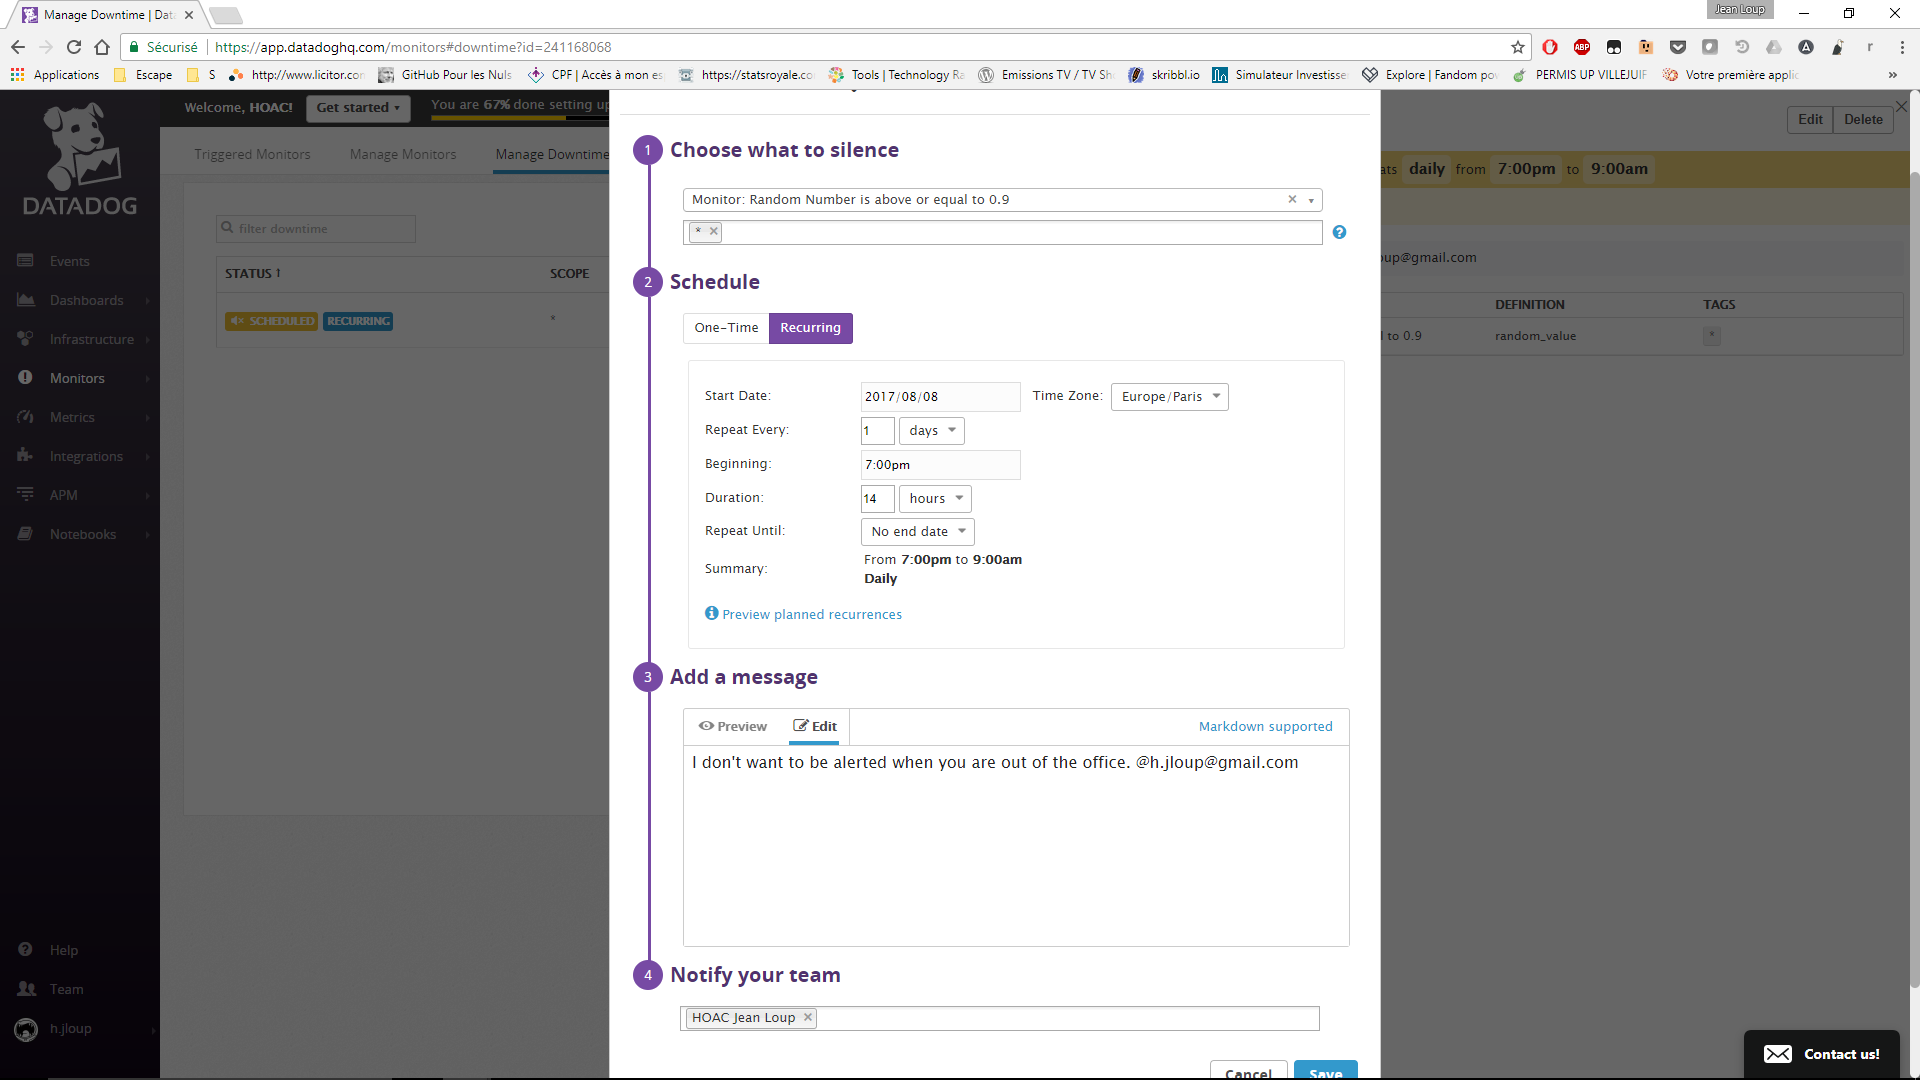 Manage Downtime | Dat
Jean Loup
Sécurisé
https://app.datadoghq.com/monitors#downtime?id=241168068
ABP
A
r
Applications
Escape
S
http://www.licitor.con
GitHub Pour les Nuls
CPF | Accès à mon es
https://statsroyale.co
Tools | Technology Ra
Emissions TV / TV Sh
skribbl.io
Simulateur Investisse
Explore | Fandom pow
PERMIS UP VILLEJUIF
Votre première applic
»
DATADOG
Events
Dashboards
Infrastructure
Monitors
Metrics
Integrations
APM
Notebooks
Help
Team
h.jloup
Welcome, HOAC!
Get started
You are 67% done setting up
Triggered Monitors
Manage Monitors
Manage Downtime
filter downtime
STATUS
SCOPE
SCHEDULED
RECURRING
*
1
Choose what to silence
Monitor: Random Number is above or equal to 0.9
* ×
?
2
Schedule
One-Time
Recurring
Start Date:
2017/08/08
Time Zone:
Europe/Paris
Repeat Every:
1
days
Beginning:
7:00pm
Duration:
14
hours
Repeat Until:
No end date
Summary:
From 7:00pm to 9:00am
Daily
Preview planned recurrences
3
Add a message
Preview
Edit
Markdown supported
I don't want to be alerted when you are out of the office. @h.jloup@gmail.com
4
Notify your team
HOAC Jean Loup ×
Cancel
Save
Edit
Delete
ats daily from 7:00pm to 9:00am
oup@gmail.com
DEFINITION
TAGS
l to 0.9
random_value
*
Contact us!